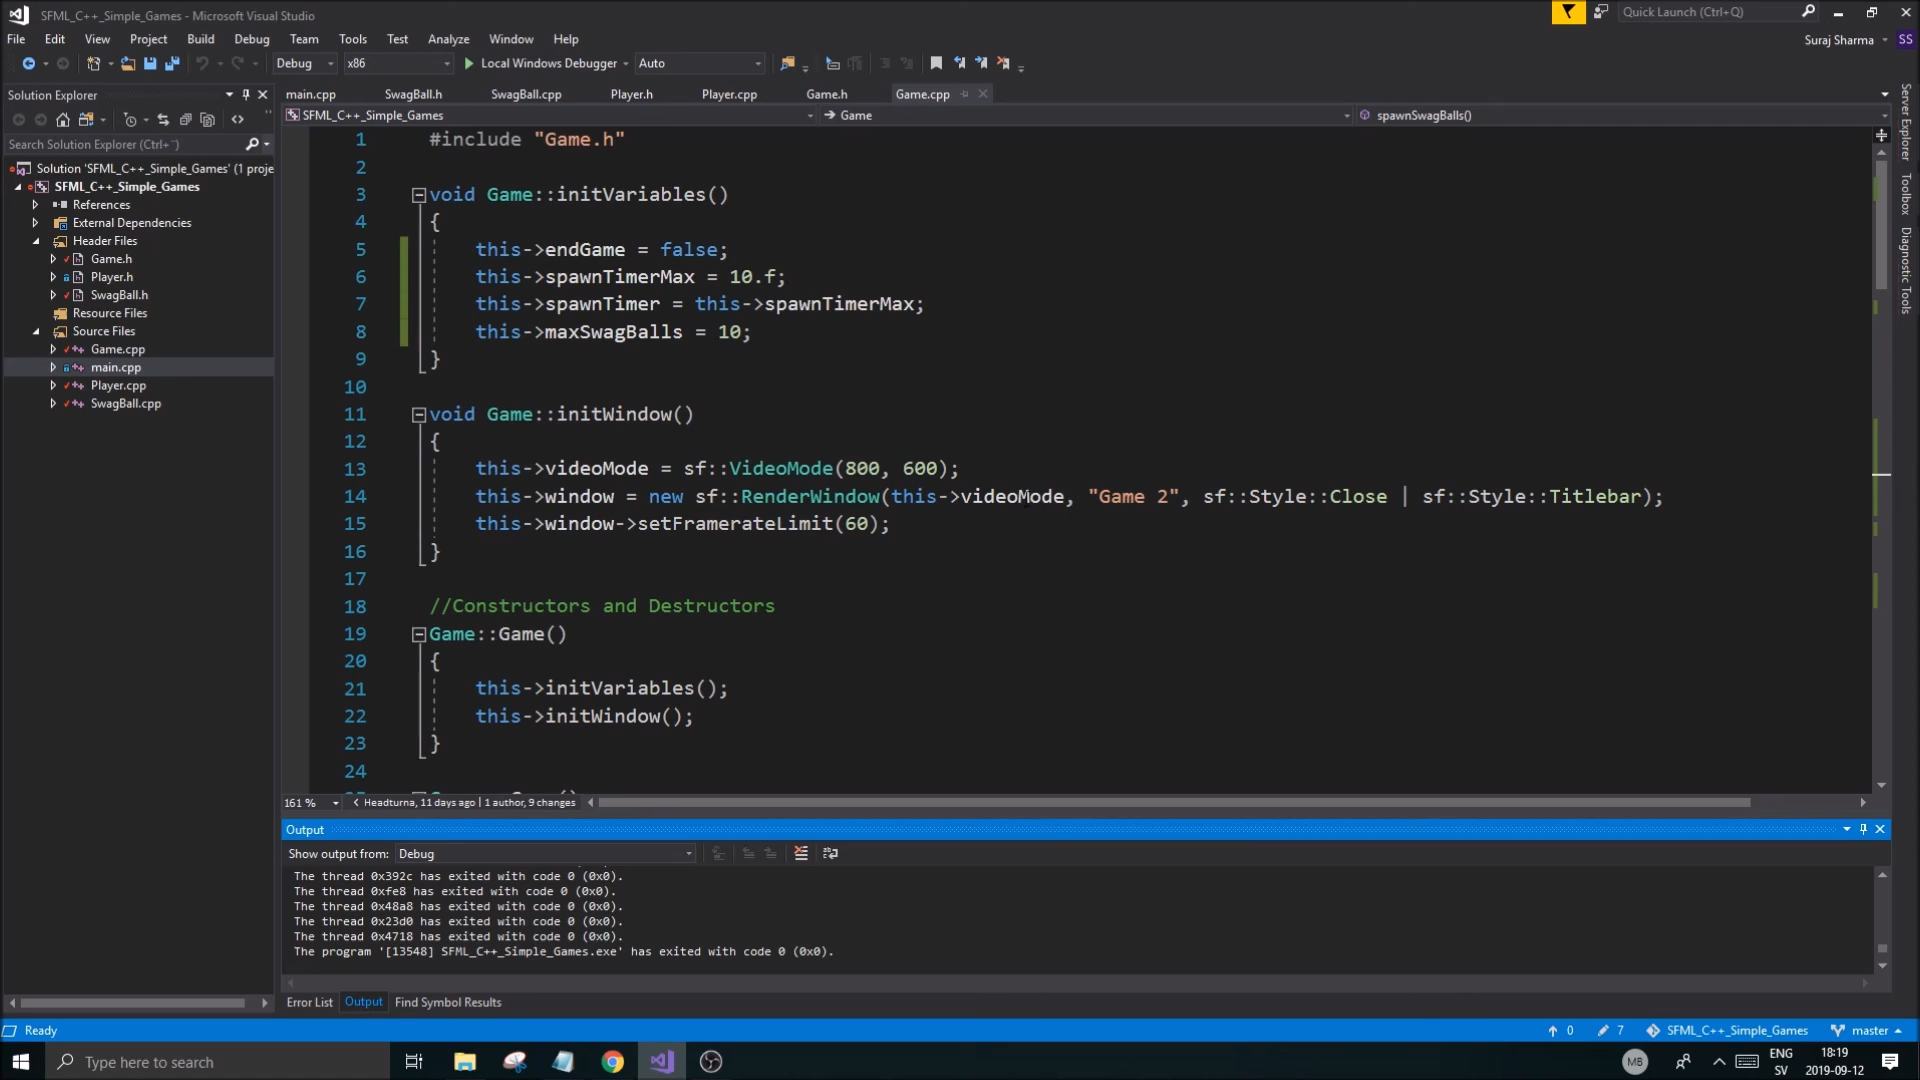 SFML_C++_Simple_Games - Microsoft Visual Studio
Quick Launch (Ctrl+Q)
File Edit View Project Build Debug Team Tools Test Analyze Window Help
Suraj Sharma SS
Debug x86 Local Windows Debugger Auto
Solution Explorer
main.cpp SwagBall.h SwagBall.cpp Player.h Player.cpp Game.h Game.cpp
SFML_C++_Simple_Games Game spawnSwagBalls()
Search Solution Explorer (Ctrl+¨)
Solution 'SFML_C++_Simple_Games' (1 proje
SFML_C++_Simple_Games
References
External Dependencies
Header Files
Game.h
Player.h
SwagBall.h
Resource Files
Source Files
Game.cpp
main.cpp
Player.cpp
SwagBall.cpp
1 #include "Game.h"
2
3 void Game::initVariables()
4 {
5 this->endGame = false;
6 this->spawnTimerMax = 10.f;
7 this->spawnTimer = this->spawnTimerMax;
8 this->maxSwagBalls = 10;
9 }
10
11 void Game::initWindow()
12 {
13 this->videoMode = sf::VideoMode(800, 600);
14 this->window = new sf::RenderWindow(this->videoMode, "Game 2", sf::Style::Close | sf::Style::Titlebar);
15 this->window->setFramerateLimit(60);
16 }
17
18 //Constructors and Destructors
19 Game::Game()
20 {
21 this->initVariables();
22 this->initWindow();
23 }
24
161 % Headturna, 11 days ago | 1 author, 9 changes
Server Explorer
Toolbox
Diagnostic Tools
Output
Show output from: Debug
The thread 0x392c has exited with code 0 (0x0).
The thread 0xfe8 has exited with code 0 (0x0).
The thread 0x48a8 has exited with code 0 (0x0).
The thread 0x23d0 has exited with code 0 (0x0).
The thread 0x4718 has exited with code 0 (0x0).
The program '[13548] SFML_C++_Simple_Games.exe' has exited with code 0 (0x0).
Error List Output Find Symbol Results
Ready 0 7 SFML_C++_Simple_Games master
Type here to search
MB
ENG
SV
18:19
2019-09-12